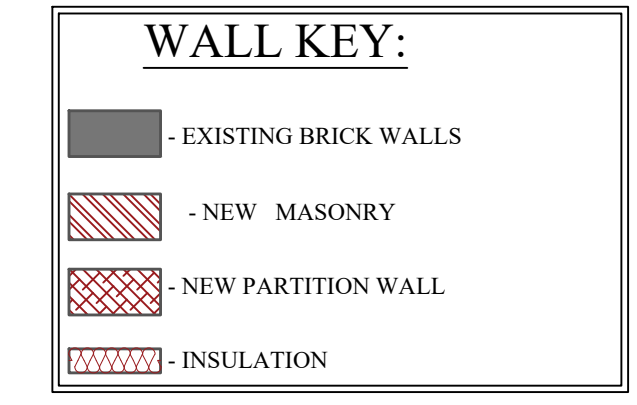 WALL KEY:
- EXISTING BRICK WALLS
- NEW MASONRY
- NEW PARTITION WALL
- INSULATION